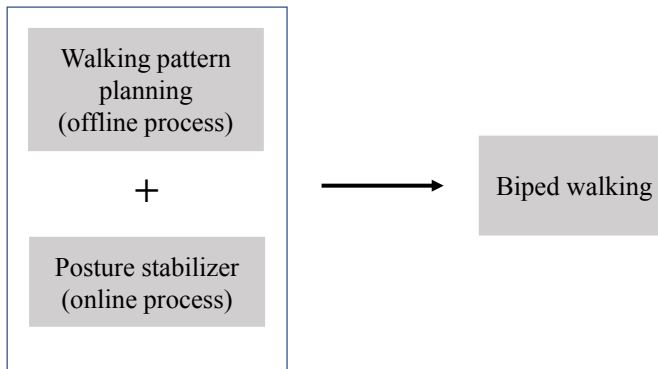 Walking pattern
planning
(offline process)
+
Posture stabilizer
(online process)
Biped walking